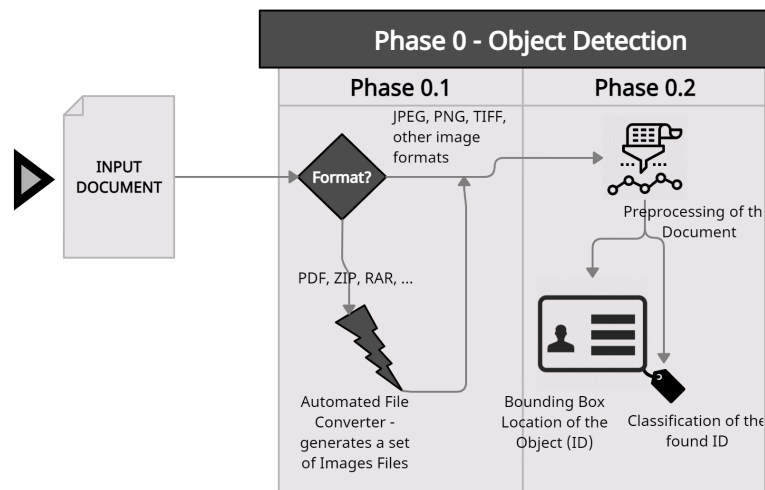 Phase 0 - Object Detection
Phase 0.1
Phase 0.2
INPUT
DOCUMENT
Format?
JPEG, PNG, TIFF,
other image
formats
PDF, ZIP, RAR, ...
Automated File
Converter -
generates a set
of Images Files
Preprocessing of th
Document
Bounding Box
Location of the
Object (ID)
Classification of the
found ID